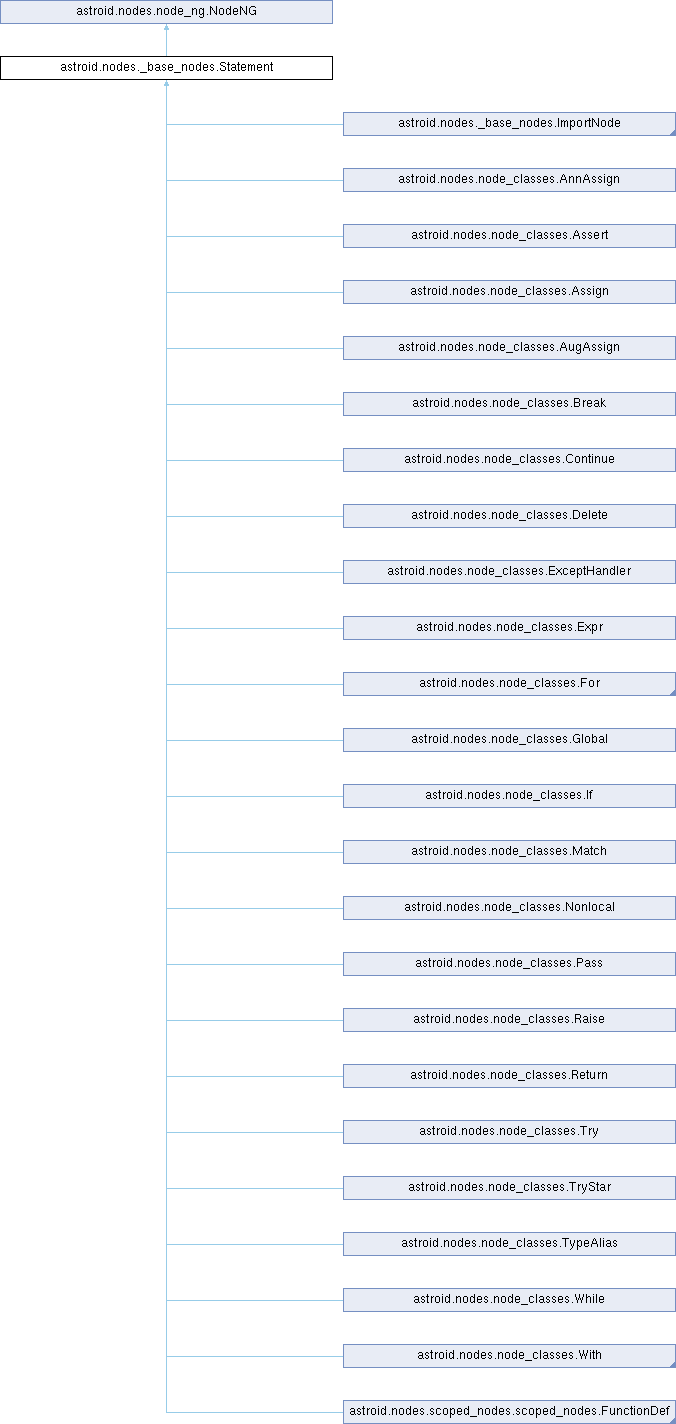 astroid.nodes.node_ng.NodeNG
astroid.nodes._base_nodes.Statement
astroid.nodes._base_nodes.ImportNode
astroid.nodes.node_classes.AnnAssign
astroid.nodes.node_classes.Assert
astroid.nodes.node_classes.Assign
astroid.nodes.node_classes.AugAssign
astroid.nodes.node_classes.Break
astroid.nodes.node_classes.Continue
astroid.nodes.node_classes.Delete
astroid.nodes.node_classes.ExceptHandler
astroid.nodes.node_classes.Expr
astroid.nodes.node_classes.For
astroid.nodes.node_classes.Global
astroid.nodes.node_classes.If
astroid.nodes.node_classes.Match
astroid.nodes.node_classes.Nonlocal
astroid.nodes.node_classes.Pass
astroid.nodes.node_classes.Raise
astroid.nodes.node_classes.Return
astroid.nodes.node_classes.Try
astroid.nodes.node_classes.TryStar
astroid.nodes.node_classes.TypeAlias
astroid.nodes.node_classes.While
astroid.nodes.node_classes.With
astroid.nodes.scoped_nodes.scoped_nodes.FunctionDef